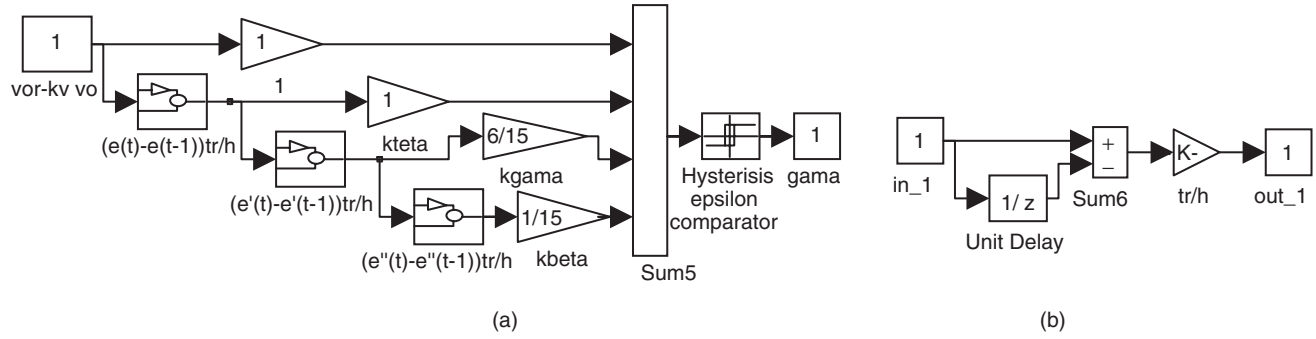 1
vor-kv vo
1
(e(t)-e(t-1))tr/h
1
1
(e'(t)-e'(t-1))tr/h
kteta
6/15
kgama
(e''(t)-e''(t-1))tr/h
1/15
kbeta
Sum5
Hysterisis
epsilon
comparator
1
gama
(a)
1
in_1
1/z
Unit Delay
+
−
Sum6
K-
tr/h
1
out_1
(b)